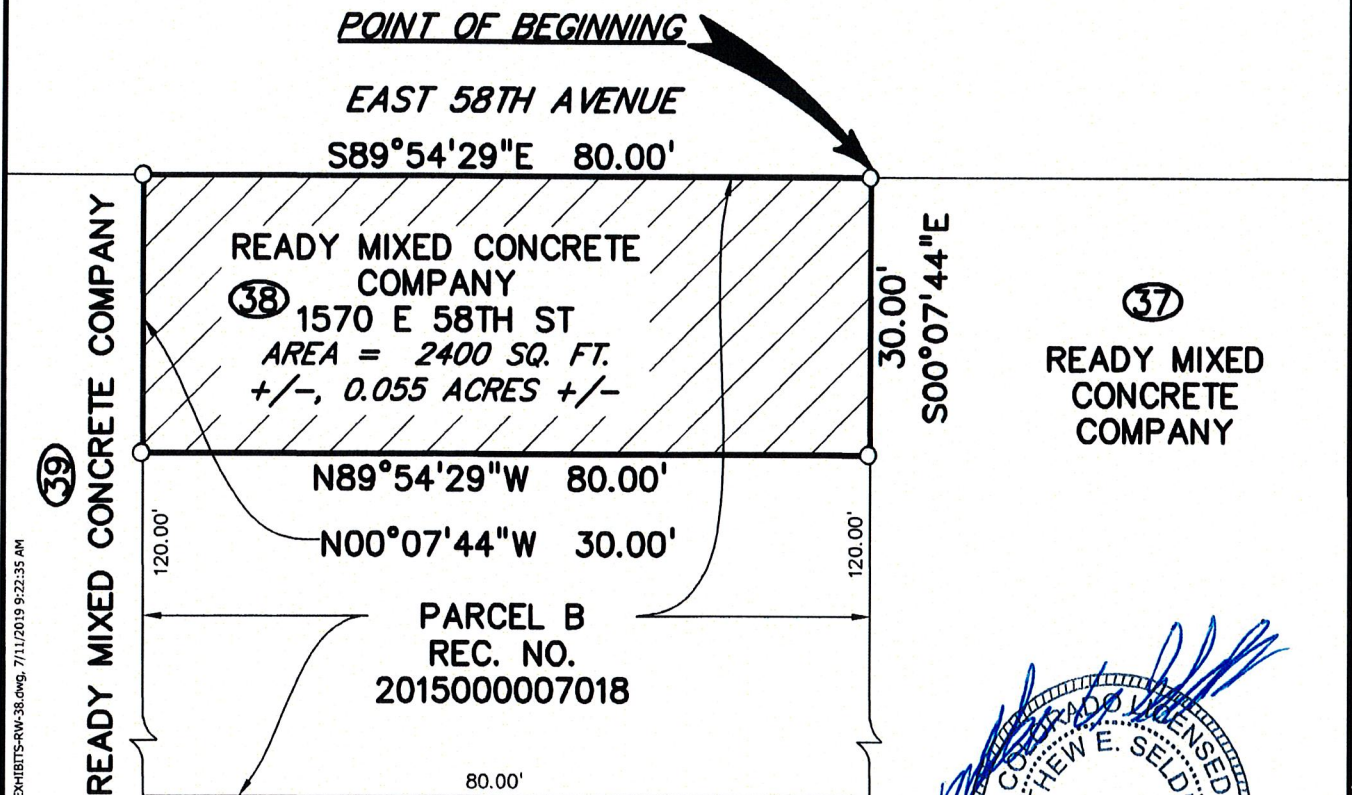 POINT OF BEGINNING
EAST 58TH AVENUE
S89°54'29"E 80.00'
READY MIXED CONCRETE
COMPANY
38
1570 E 58TH ST
AREA = 2400 SQ. FT.
+/-, 0.055 ACRES +/-
30.00'
S00°07'44"E
37
READY MIXED
CONCRETE
COMPANY
39
READY MIXED CONCRETE COMPANY
N89°54'29"W 80.00'
N00°07'44"W 30.00'
120.00'
120.00'
PARCEL B
REC. NO.
2015000007018
80.00'
EXHIBITS-RW-38.dwg, 7/11/2019 9:22:35 AM
COLORADO LICENSED
HEW E. SELD